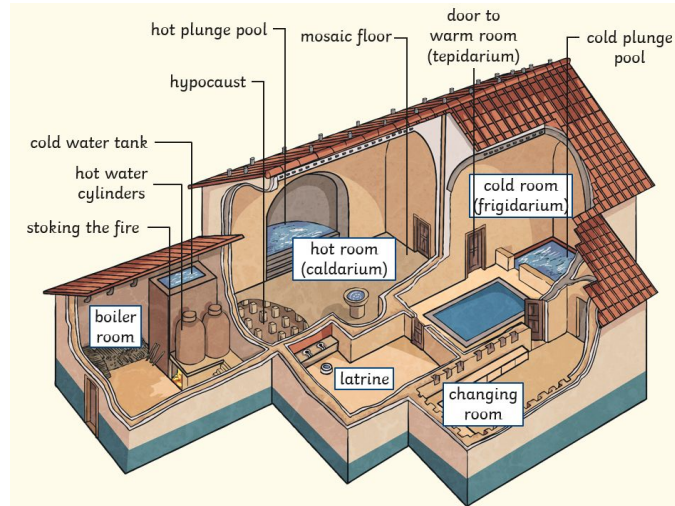 door to
warm room
(tepidarium)
hot plunge pool
mosaic floor
cold plunge
pool
hypocaust
cold water tank
hot water
cylinders
stoking the fire
cold room
(frigidarium)
hot room
(caldarium)
boiler
room
latrine
changing
room